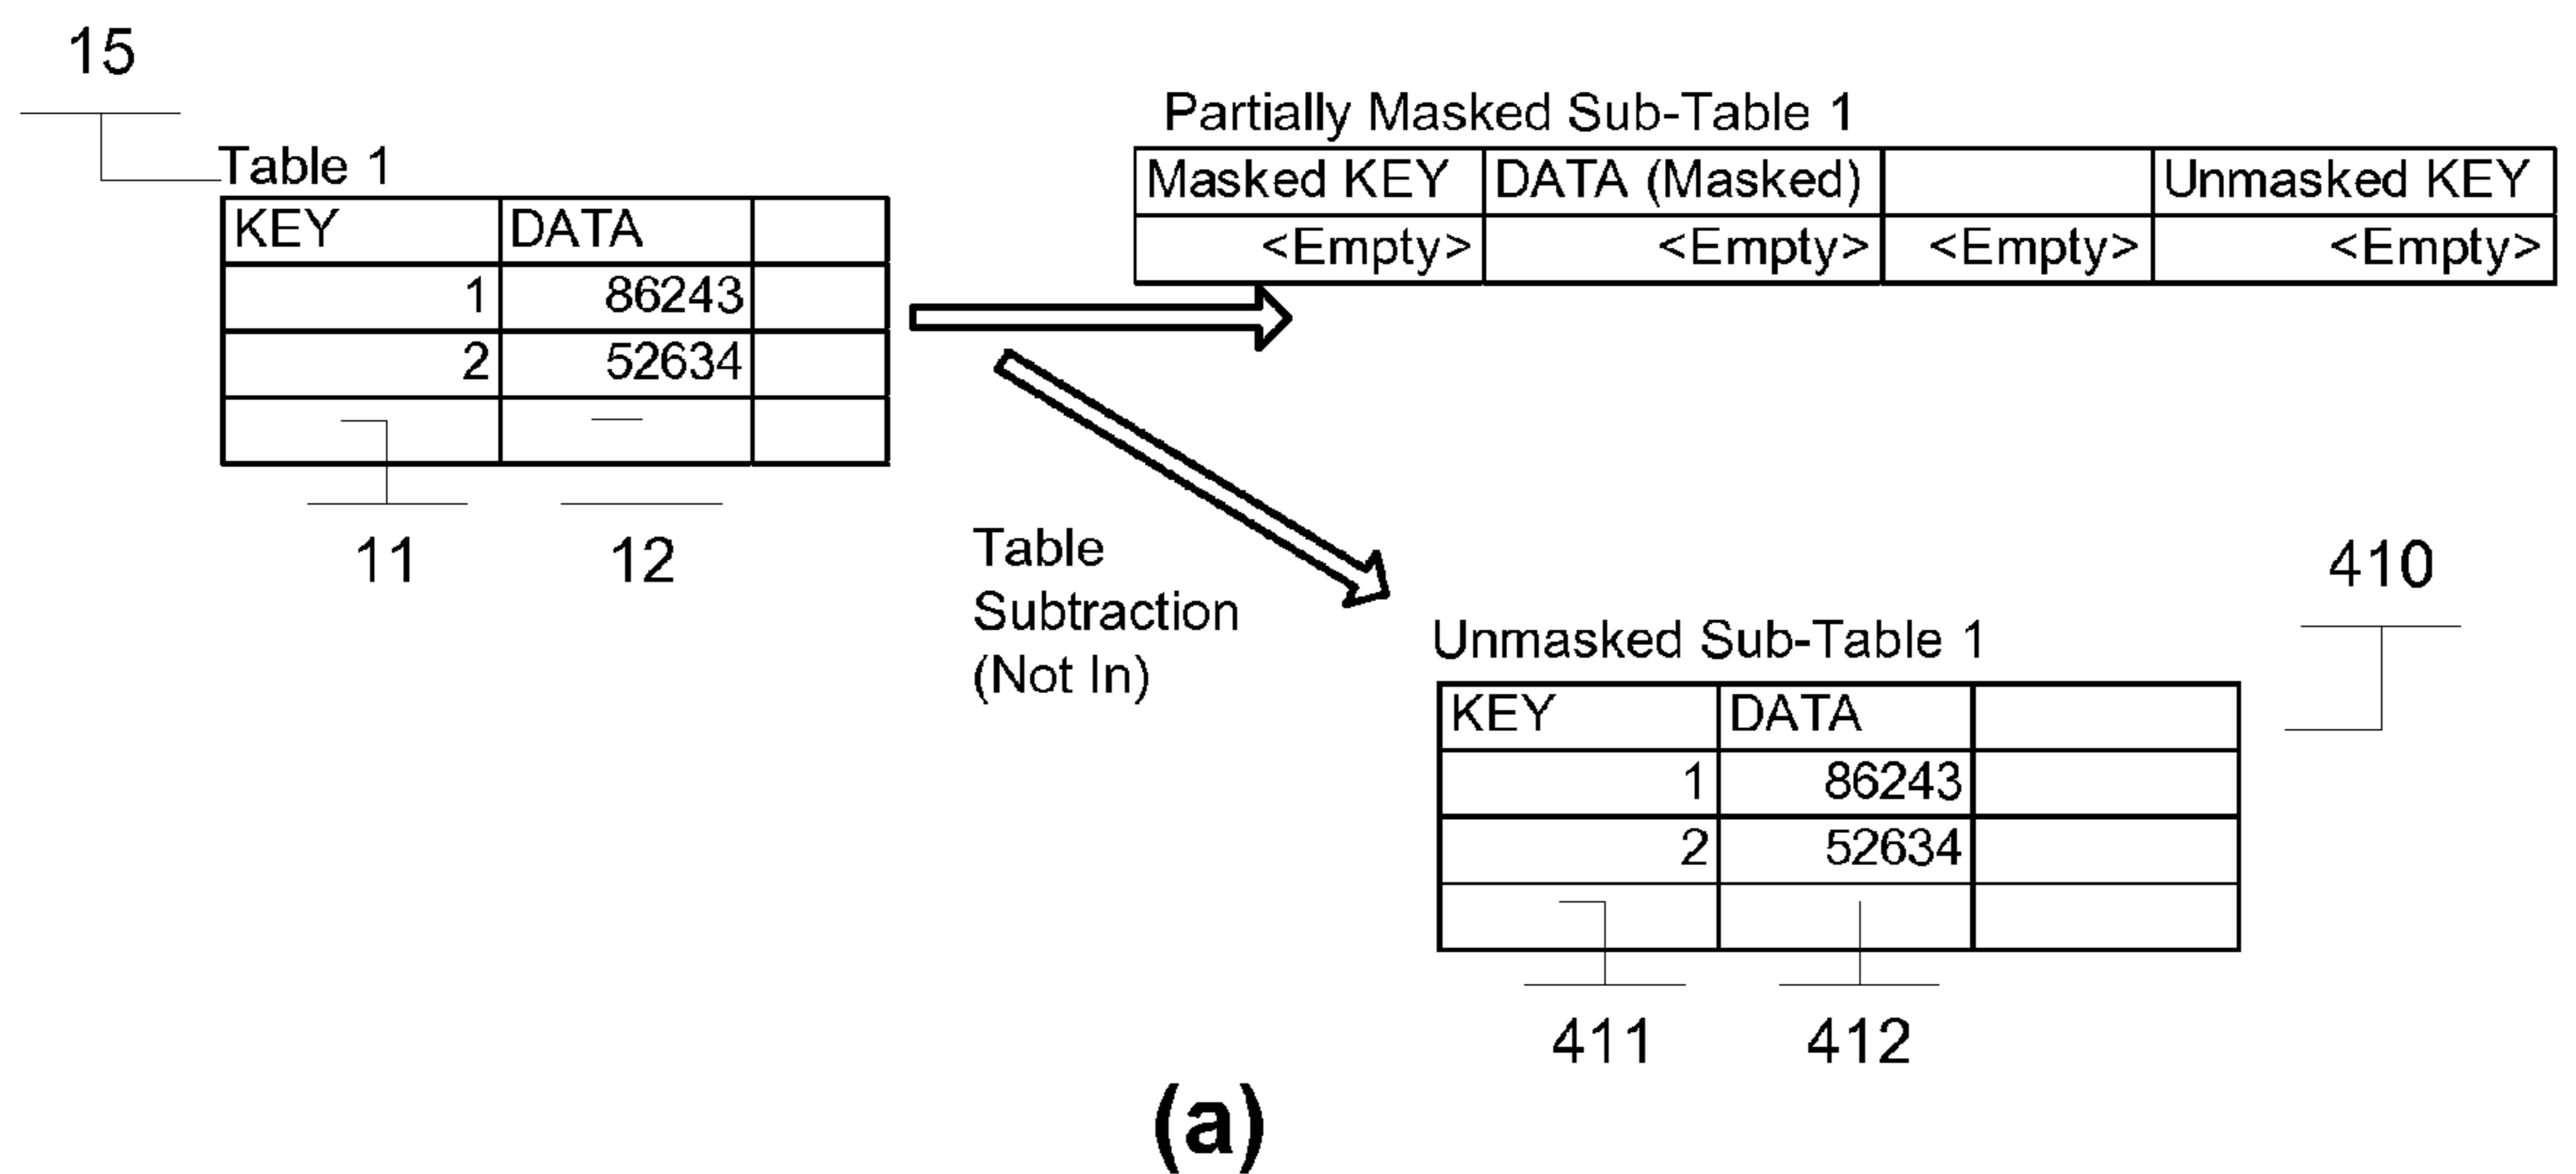 15
Partially Masked Sub-Table 1
Masked KEY DATA (Masked) Unmasked KEY
<Empty> <Empty> <Empty> <Empty>
Table 1
KEY DATA
1 86243
2 52634
11 12
Table
Subtraction
(Not In)
410
Unmasked Sub-Table 1
KEY DATA
1 86243
2 52634
411 412
(a)